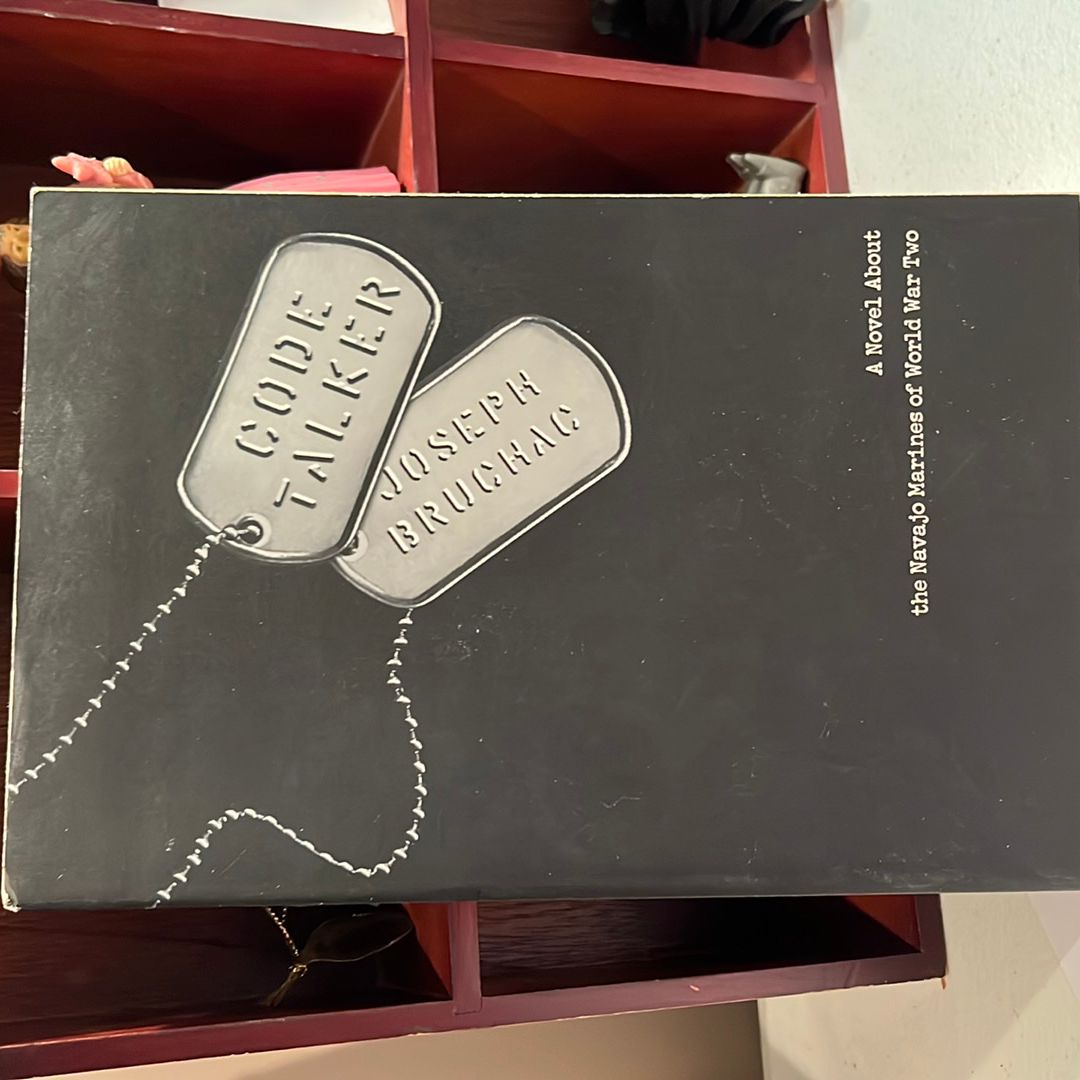 CODE
TALKER
JOSEPH
BRUCHAC
A Novel About
the Navajo Marines of World War Two